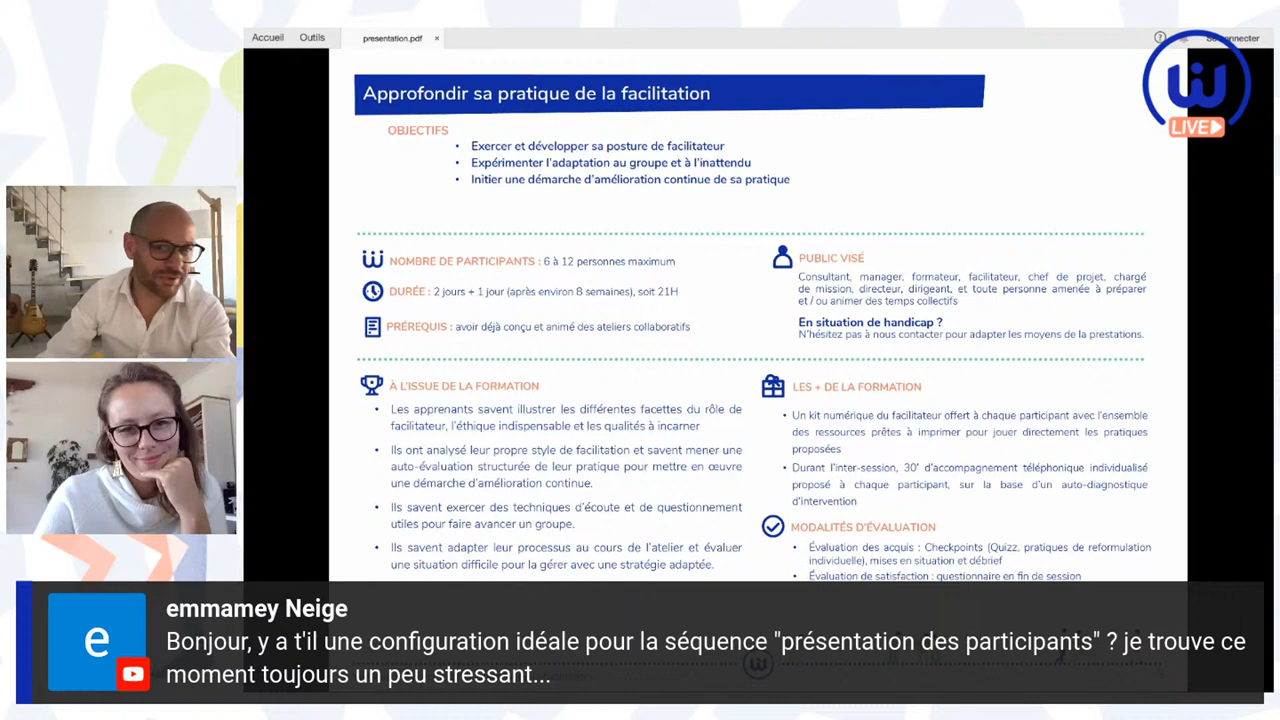 Accueil Outils presentation.pdf × ?
LIVE
Approfondir sa pratique de la facilitation
OBJECTIFS
• Exercer et développer sa posture de facilitateur
• Expérimenter l'adaptation au groupe et à l'inattendu
• Initier une démarche d'amélioration continue de sa pratique
NOMBRE DE PARTICIPANTS : 6 à 12 personnes maximum
DURÉE : 2 jours + 1 jour (après environ 8 semaines), soit 21H
PRÉREQUIS : avoir déjà conçu et animé des ateliers collaboratifs
PUBLIC VISÉ
Consultant, manager, formateur, facilitateur, chef de projet, chargé
de mission, directeur, dirigeant, et toute personne amenée à préparer
et / ou animer des temps collectifs
En situation de handicap ?
N'hésitez pas à nous contacter pour adapter les moyens de la prestations.
À L'ISSUE DE LA FORMATION
• Les apprenants savent illustrer les différentes facettes du rôle de
facilitateur, l'éthique indispensable et les qualités à incarner
• Ils ont analysé leur propre style de facilitation et savent mener une
auto-évaluation structurée de leur pratique pour mettre en œuvre
une démarche d'amélioration continue.
• Ils savent exercer des techniques d'écoute et de questionnement
utiles pour faire avancer un groupe.
• Ils savent adapter leur processus au cours de l'atelier et évaluer
une situation difficile pour la gérer avec une stratégie adaptée.
LES + DE LA FORMATION
• Un kit numérique du facilitateur offert à chaque participant avec l'ensemble
des ressources prêtes à imprimer pour jouer directement les pratiques
proposées
• Durant l'inter-session, 30' d'accompagnement téléphonique individualisé
proposé à chaque participant, sur la base d'un auto-diagnostique
d'intervention
MODALITÉS D'ÉVALUATION
• Évaluation des acquis : Checkpoints (Quizz, pratiques de reformulation
individuelle), mises en situation et débrief
• Évaluation de satisfaction : questionnaire en fin de session
e
emmamey Neige
Bonjour, y a t'il une configuration idéale pour la séquence "présentation des participants" ? je trouve ce
moment toujours un peu stressant...